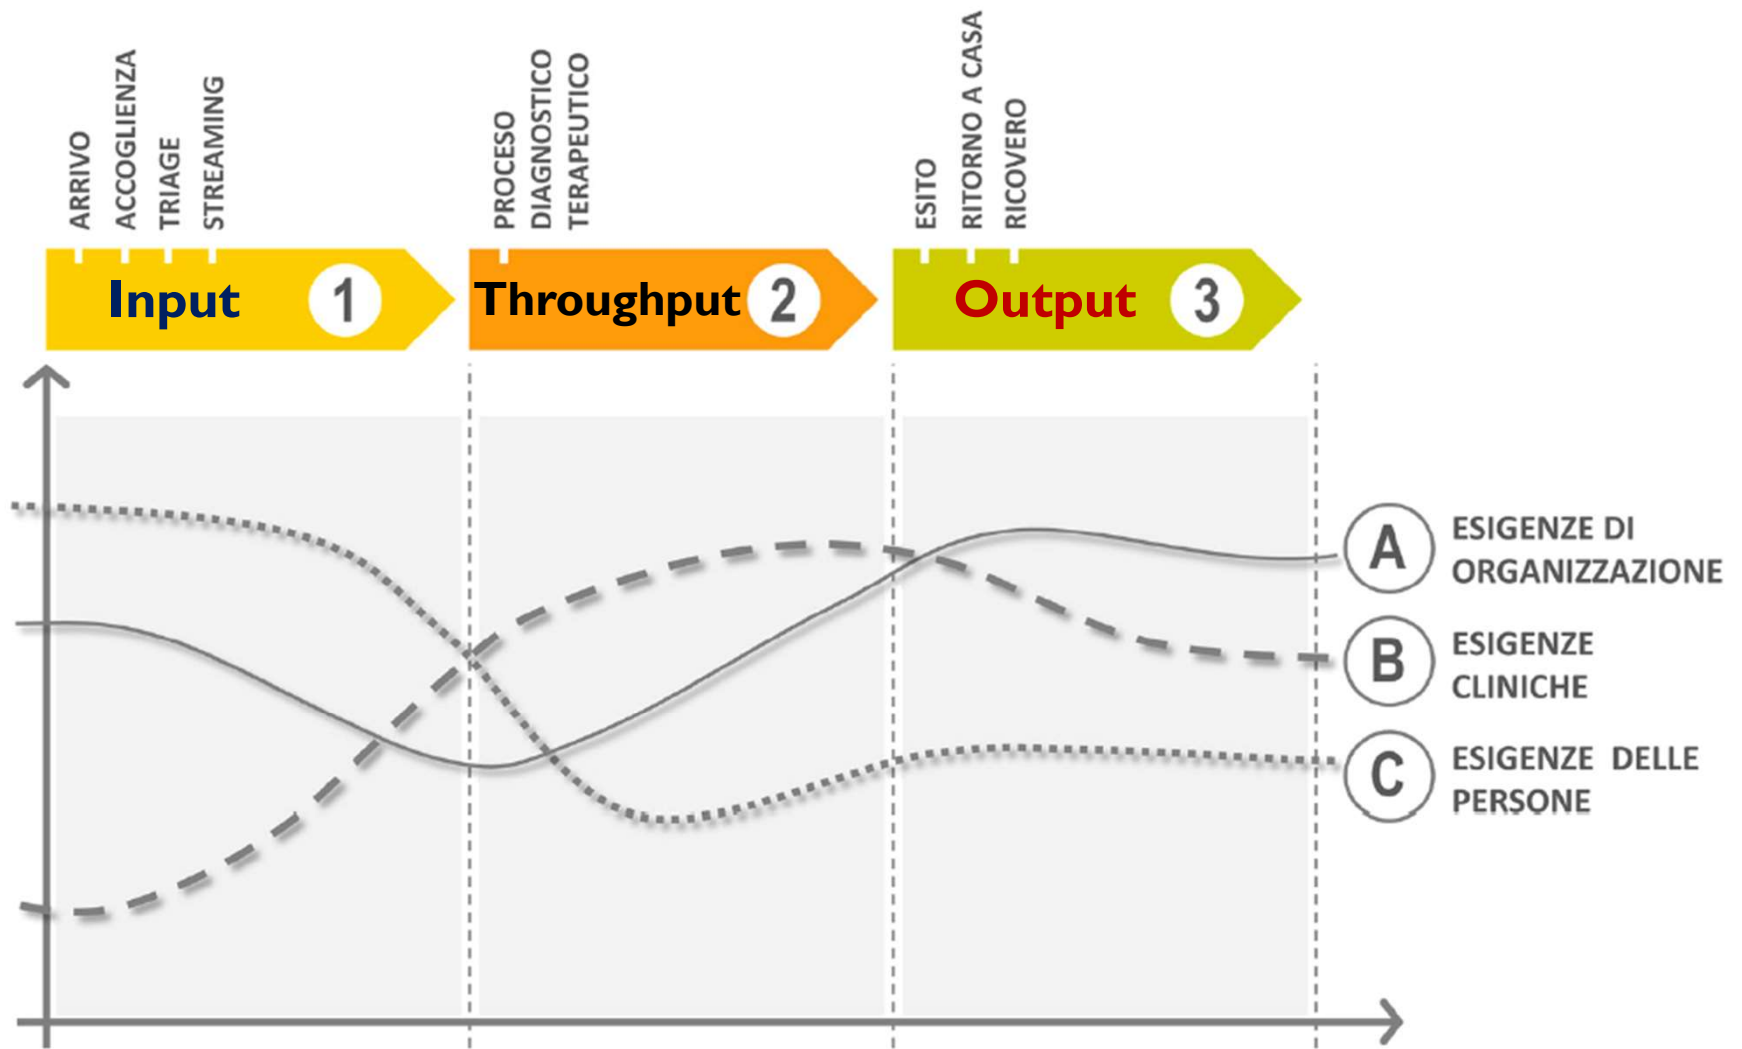 ARRIVO
ACCOGLIENZA
TRIAGE
STREAMING
PROCESO
DIAGNOSTICO
TERAPEUTICO
ESITO
RITORNO A CASA
RICOVERO
Input 1
Throughput 2
Output 3
A ESIGENZE DI
ORGANIZZAZIONE
B ESIGENZE
CLINICHE
C ESIGENZE DELLE
PERSONE